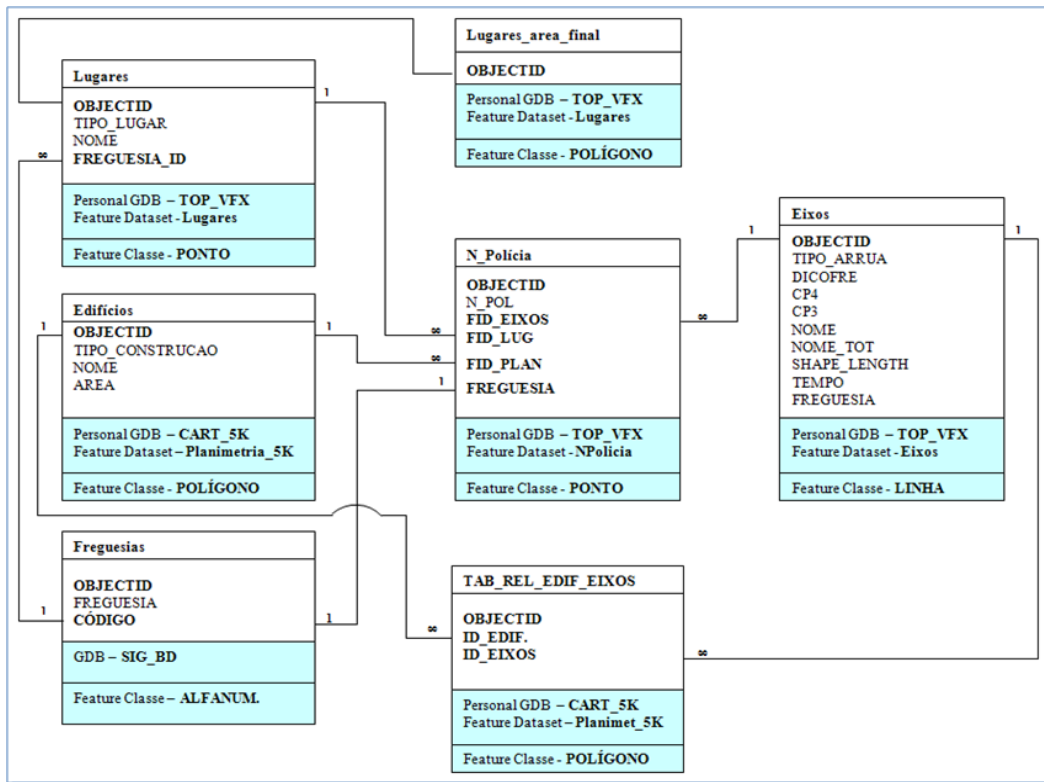 Lugares_area_final
OBJECTID
Personal GDB – TOP_VFX
Feature Dataset - Lugares
Feature Classe - POLÍGONO
Lugares
OBJECTID
TIPO_LUGAR
NOME
FREGUESIA_ID
Personal GDB – TOP_VFX
Feature Dataset - Lugares
Feature Classe - PONTO
1
∞
N_Polícia
OBJECTID
N_POL
FID_EIXOS
FID_LUG
FID_PLAN
FREGUESIA
Personal GDB – TOP_VFX
Feature Dataset - NPolicia
Feature Classe - PONTO
∞
∞
1
∞
Eixos
OBJECTID
TIPO_ARRUA
DICOFRE
CP4
CP3
NOME
NOME_TOT
SHAPE_LENGTH
TEMPO
FREGUESIA
Personal GDB – TOP_VFX
Feature Dataset - Eixos
Feature Classe - LINHA
1
1
Edifícios
OBJECTID
TIPO_CONSTRUCAO
NOME
AREA
Personal GDB – CART_5K
Feature Dataset – Planimetria_5K
Feature Classe - POLÍGONO
1
1
Freguesias
OBJECTID
FREGUESIA
CÓDIGO
GDB – SIG_BD
Feature Classe – ALFANUM.
1
1
TAB_REL_EDIF_EIXOS
OBJECTID
ID_EDIF.
ID_EIXOS
Personal GDB – CART_5K
Feature Dataset – Planimet_5K
Feature Classe - POLÍGONO
∞
∞